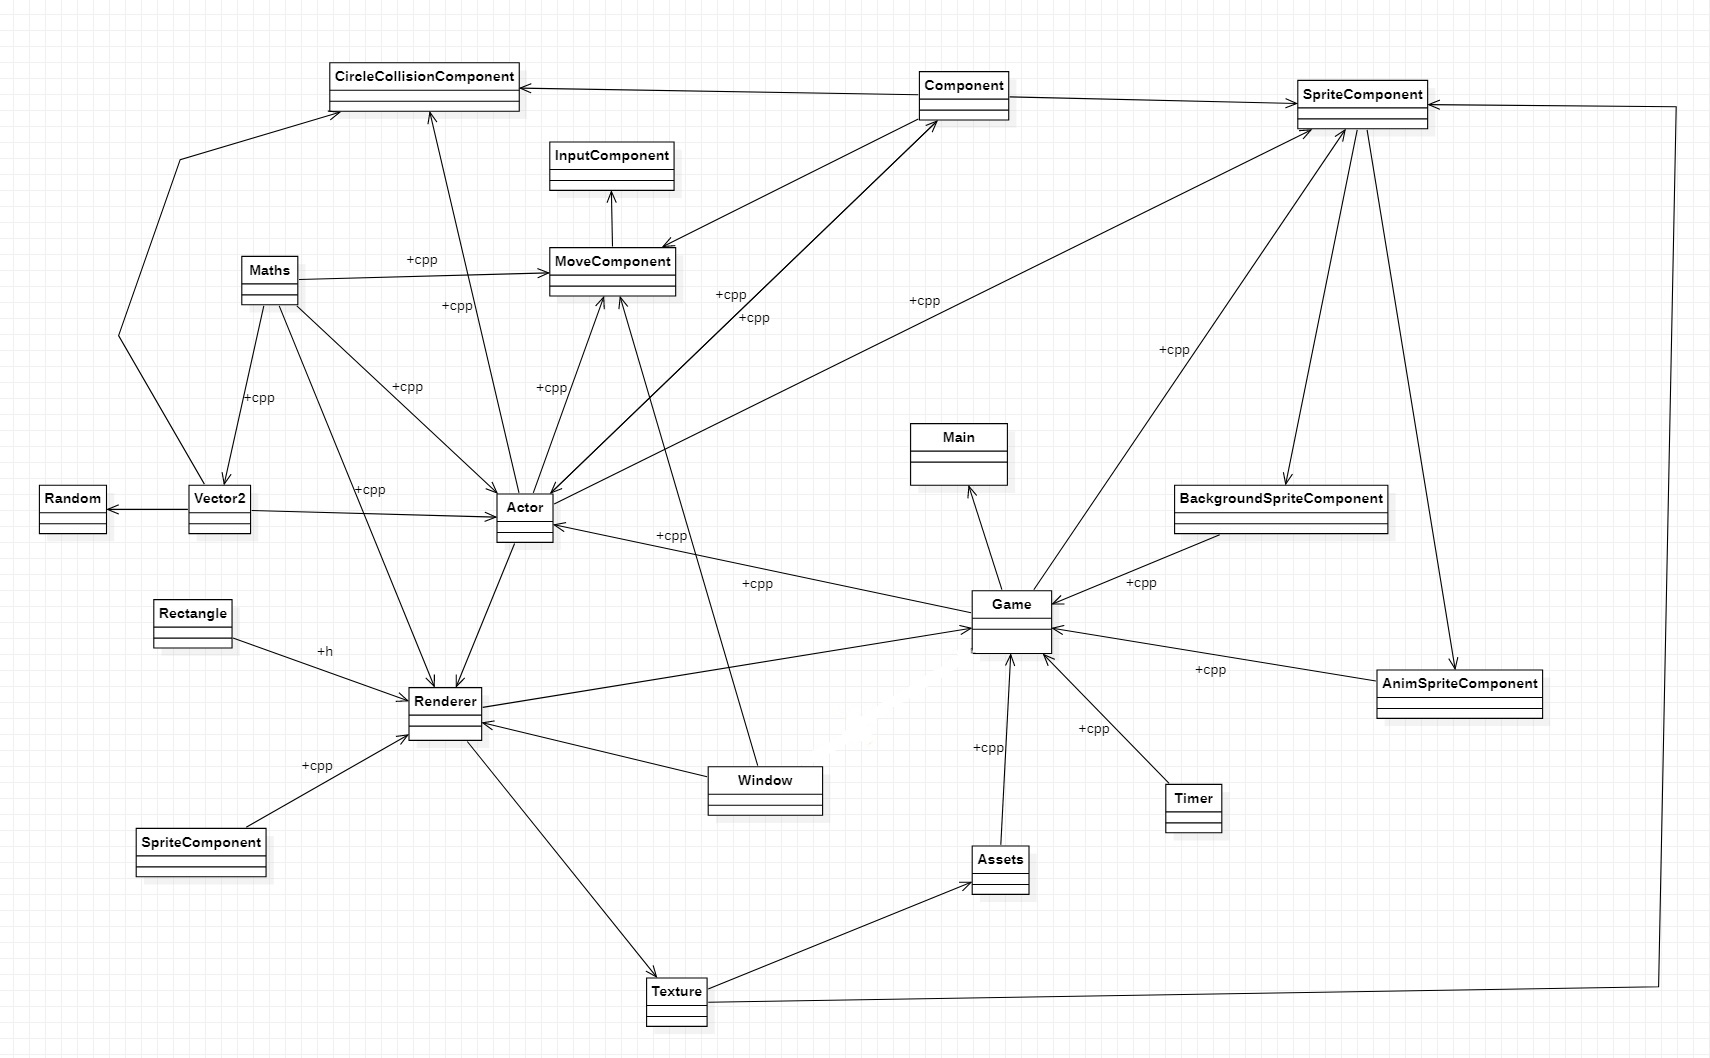 CircleCollisionComponent
Component
SpriteComponent
InputComponent
+cpp
MoveComponent
Maths
+cpp
+cpp
+cpp
+cpp
+cpp
+cpp
+cpp
+cpp
Main
+cpp
Random
Vector2
Actor
BackgroundSpriteComponent
+cpp
+cpp
+cpp
Game
Rectangle
+h
+cpp
AnimSpriteComponent
Renderer
+cpp
+cpp
+cpp
Window
Timer
SpriteComponent
Assets
Texture